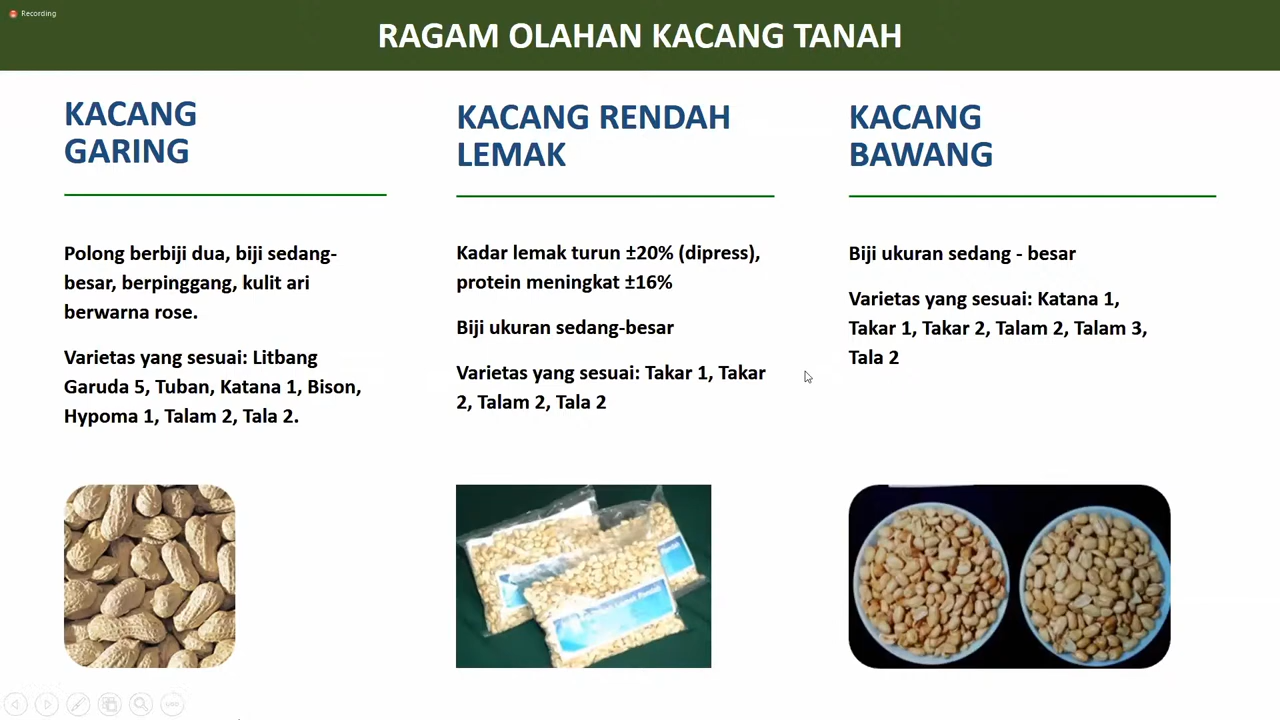 Recording
RAGAM OLAHAN KACANG TANAH
KACANG
GARING
Polong berbiji dua, biji sedang-
besar, berpinggang, kulit ari
berwarna rose.
Varietas yang sesuai: Litbang
Garuda 5, Tuban, Katana 1, Bison,
Hypoma 1, Talam 2, Tala 2.
KACANG RENDAH
LEMAK
Kadar lemak turun ±20% (dipress),
protein meningkat ±16%
Biji ukuran sedang-besar
Varietas yang sesuai: Takar 1, Takar
2, Talam 2, Tala 2
KACANG
BAWANG
Biji ukuran sedang - besar
Varietas yang sesuai: Katana 1,
Takar 1, Takar 2, Talam 2, Talam 3,
Tala 2
Lemak Rendah